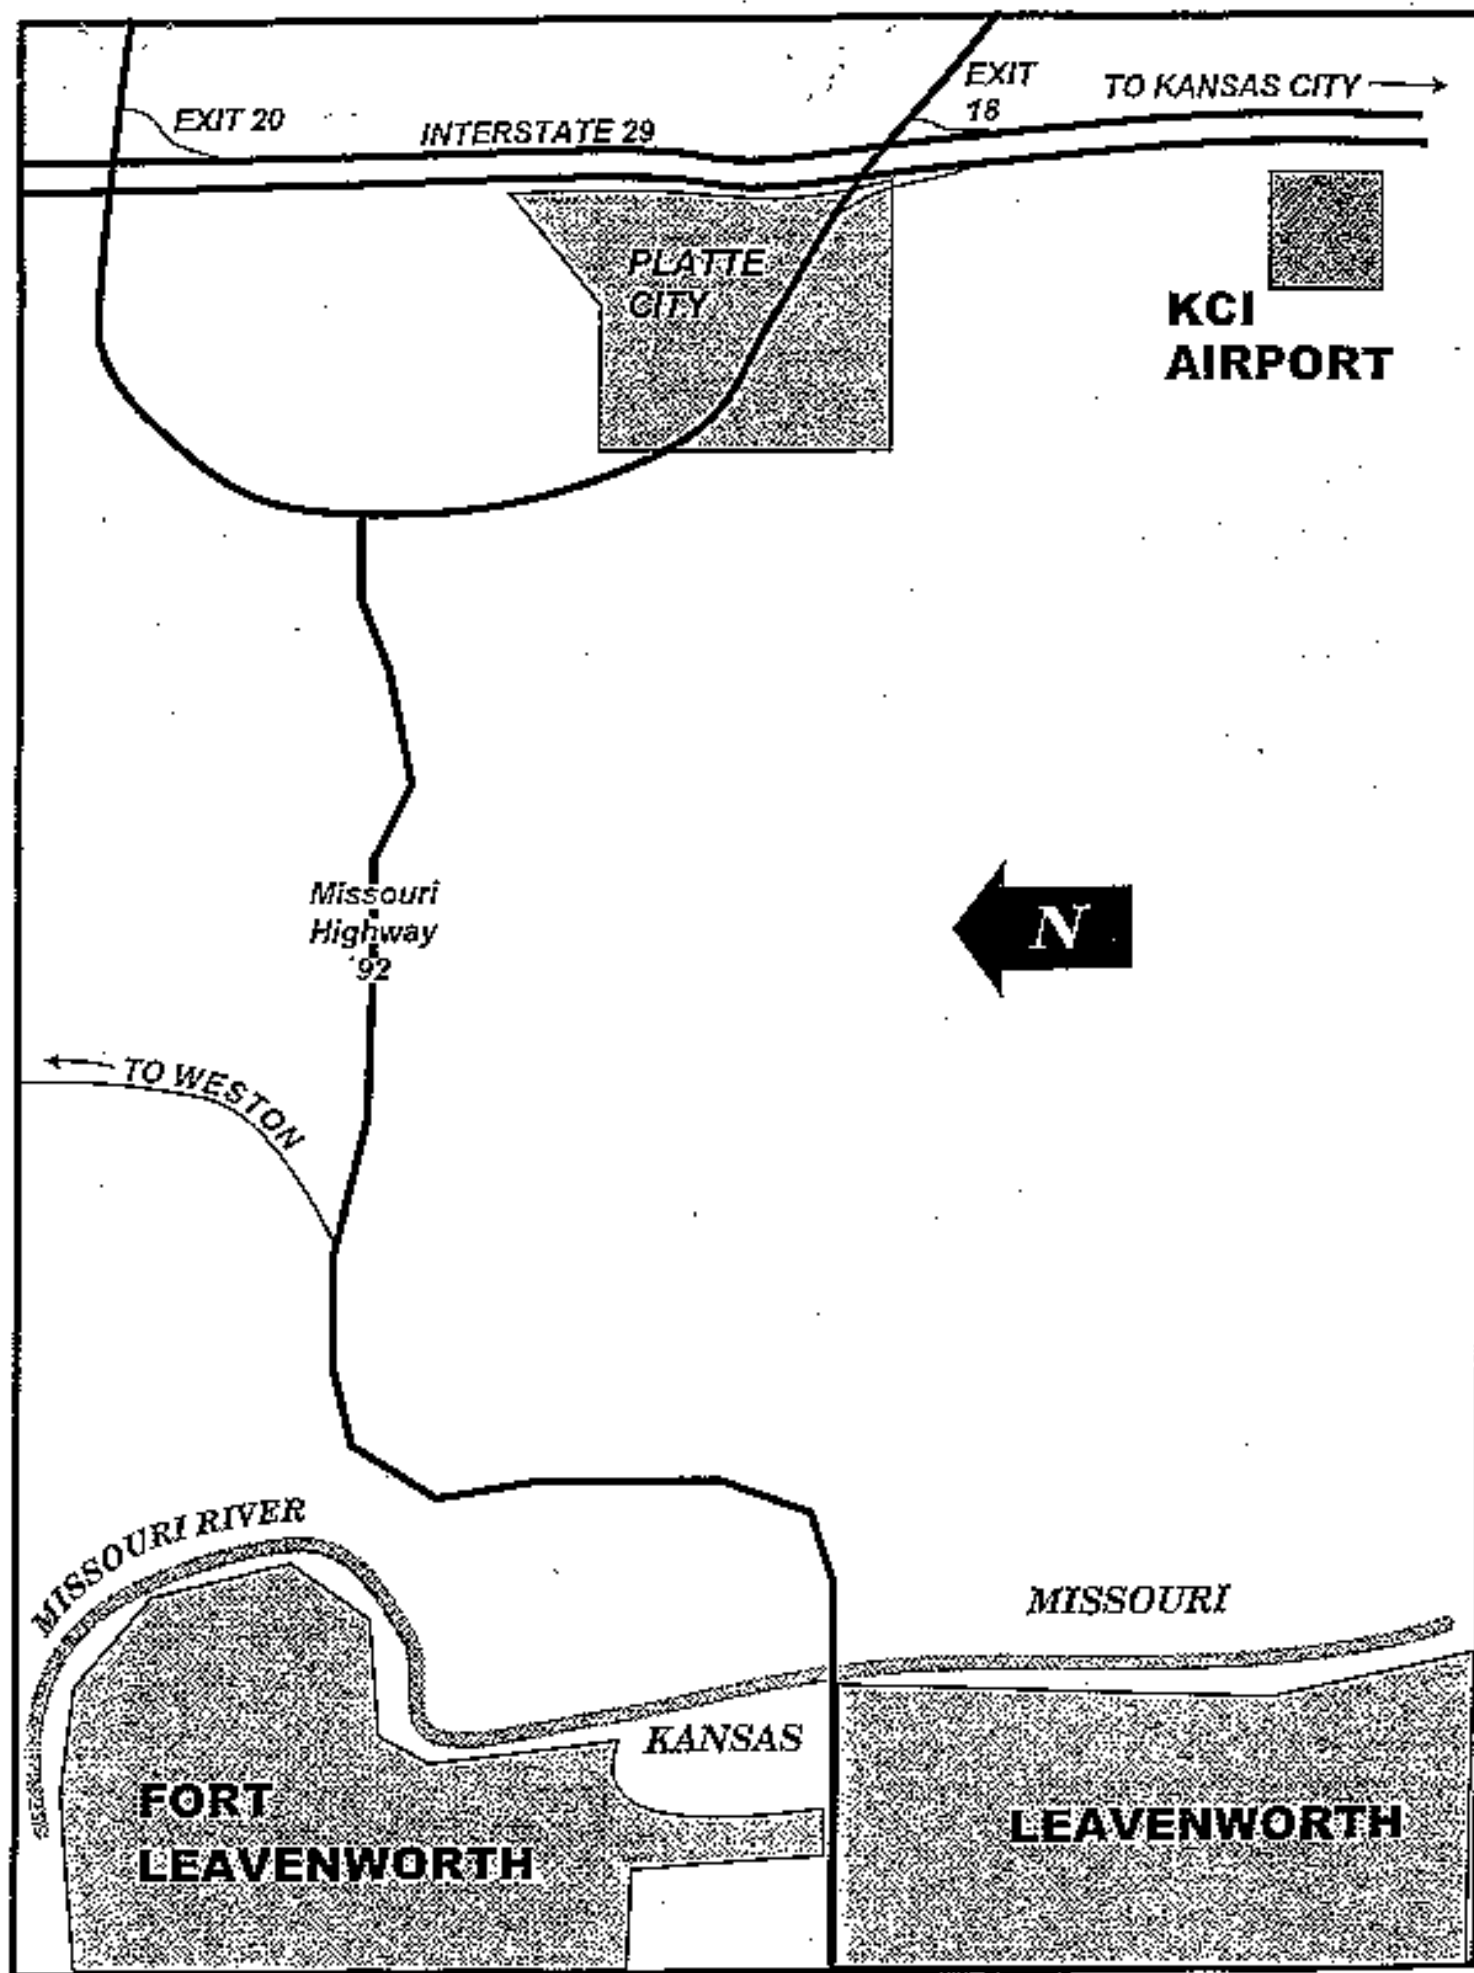 EXIT
18
TO KANSAS CITY
EXIT 20
INTERSTATE 29
PLATTE
CITY
KCI
AIRPORT
Missouri
Highway
92
N
TO WESTON
MISSOURI RIVER
MISSOURI
KANSAS
FORT
LEAVENWORTH
LEAVENWORTH